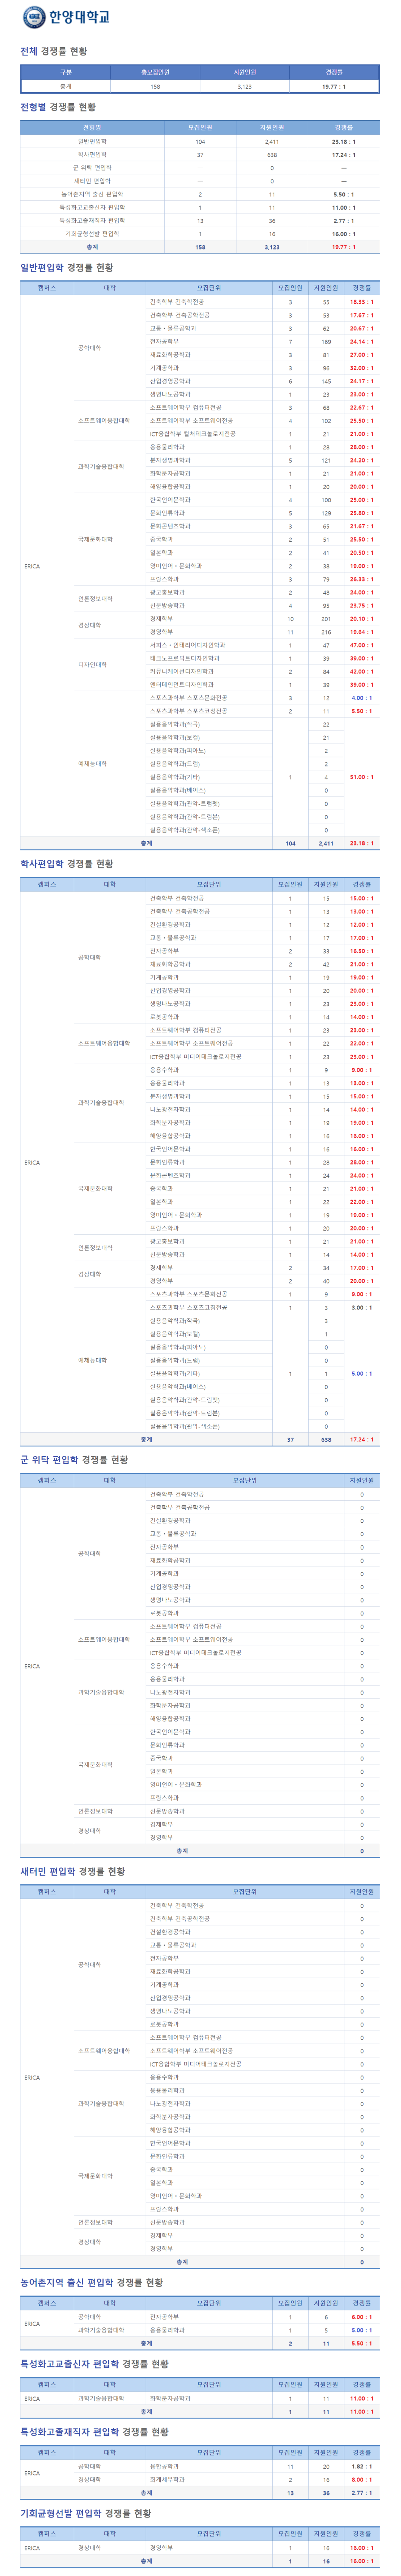 한양대학교
전체 경쟁률 현황
구분 총모집인원 지원인원 경쟁률
총계 158 3,123 19.77 : 1
전형별 경쟁률 현황
전형명 모집인원 지원인원 경쟁률
일반편입학 104 2,411 23.18 : 1
학사편입학 37 638 17.24 : 1
군 위탁 편입학 — 0 —
새터민 편입학 — 0 —
농어촌지역 출신 편입학 2 11 5.50 : 1
특성화고교출신자 편입학 1 11 11.00 : 1
특성화고졸재직자 편입학 13 36 2.77 : 1
기회균형선발 편입학 1 16 16.00 : 1
총계 158 3,123 19.77 : 1
일반편입학 경쟁률 현황
캠퍼스 대학 모집단위 모집인원 지원인원 경쟁률
ERICA 공학대학 건축학부 건축학전공 3 55 18.33 : 1
건축학부 건축공학전공 3 53 17.67 : 1
교통・물류공학과 3 62 20.67 : 1
전자공학부 7 169 24.14 : 1
재료화학공학과 3 81 27.00 : 1
기계공학과 3 96 32.00 : 1
산업경영공학과 6 145 24.17 : 1
생명나노공학과 1 23 23.00 : 1
소프트웨어융합대학 소프트웨어학부 컴퓨터전공 3 68 22.67 : 1
소프트웨어학부 소프트웨어전공 4 102 25.50 : 1
ICT융합학부 컬처테크놀로지전공 1 21 21.00 : 1
과학기술융합대학 응용물리학과 1 28 28.00 : 1
분자생명과학과 5 121 24.20 : 1
화학분자공학과 1 21 21.00 : 1
해양융합공학과 1 20 20.00 : 1
국제문화대학 한국언어문학과 4 100 25.00 : 1
문화인류학과 5 129 25.80 : 1
문화콘텐츠학과 3 65 21.67 : 1
중국학과 2 51 25.50 : 1
일본학과 2 41 20.50 : 1
영미언어・문화학과 2 38 19.00 : 1
프랑스학과 3 79 26.33 : 1
언론정보대학 광고홍보학과 2 48 24.00 : 1
신문방송학과 4 95 23.75 : 1
경상대학 경제학부 10 201 20.10 : 1
경영학부 11 216 19.64 : 1
디자인대학 서피스・인테리어디자인학과 1 47 47.00 : 1
테크노프로덕트디자인학과 1 39 39.00 : 1
커뮤니케이션디자인학과 2 84 42.00 : 1
엔터테인먼트디자인학과 1 39 39.00 : 1
예체능대학 스포츠과학부 스포츠문화전공 3 12 4.00 : 1
스포츠과학부 스포츠코칭전공 2 11 5.50 : 1
실용음악학과(작곡) 1 22 51.00 : 1
실용음악학과(보컬) 21
실용음악학과(피아노) 2
실용음악학과(드럼) 2
실용음악학과(기타) 4
실용음악학과(베이스) 0
실용음악학과(관악-트럼펫) 0
실용음악학과(관악-트럼본) 0
실용음악학과(관악-색소폰) 0
총계 104 2,411 23.18 : 1
학사편입학 경쟁률 현황
캠퍼스 대학 모집단위 모집인원 지원인원 경쟁률
ERICA 공학대학 건축학부 건축학전공 1 15 15.00 : 1
건축학부 건축공학전공 1 13 13.00 : 1
건설환경공학과 1 12 12.00 : 1
교통・물류공학과 1 17 17.00 : 1
전자공학부 2 33 16.50 : 1
재료화학공학과 2 42 21.00 : 1
기계공학과 1 19 19.00 : 1
산업경영공학과 1 20 20.00 : 1
생명나노공학과 1 23 23.00 : 1
로봇공학과 1 14 14.00 : 1
소프트웨어융합대학 소프트웨어학부 컴퓨터전공 1 23 23.00 : 1
소프트웨어학부 소프트웨어전공 1 22 22.00 : 1
ICT융합학부 미디어테크놀로지전공 1 23 23.00 : 1
과학기술융합대학 응용수학과 1 9 9.00 : 1
응용물리학과 1 13 13.00 : 1
분자생명과학과 1 15 15.00 : 1
나노광전자학과 1 14 14.00 : 1
화학분자공학과 1 19 19.00 : 1
해양융합공학과 1 16 16.00 : 1
국제문화대학 한국언어문학과 1 16 16.00 : 1
문화인류학과 1 28 28.00 : 1
문화콘텐츠학과 1 24 24.00 : 1
중국학과 1 21 21.00 : 1
일본학과 1 22 22.00 : 1
영미언어・문화학과 1 19 19.00 : 1
프랑스학과 1 20 20.00 : 1
언론정보대학 광고홍보학과 1 21 21.00 : 1
신문방송학과 1 14 14.00 : 1
경상대학 경제학부 2 34 17.00 : 1
경영학부 2 40 20.00 : 1
예체능대학 스포츠과학부 스포츠문화전공 1 9 9.00 : 1
스포츠과학부 스포츠코칭전공 1 3 3.00 : 1
실용음악학과(작곡) 1 3 5.00 : 1
실용음악학과(보컬) 1
실용음악학과(피아노) 0
실용음악학과(드럼) 0
실용음악학과(기타) 1
실용음악학과(베이스) 0
실용음악학과(관악-트럼펫) 0
실용음악학과(관악-트럼본) 0
실용음악학과(관악-색소폰) 0
총계 37 638 17.24 : 1
군 위탁 편입학 경쟁률 현황
캠퍼스 대학 모집단위 지원인원
ERICA 공학대학 건축학부 건축학전공 0
건축학부 건축공학전공 0
건설환경공학과 0
교통・물류공학과 0
전자공학부 0
재료화학공학과 0
기계공학과 0
산업경영공학과 0
생명나노공학과 0
로봇공학과 0
소프트웨어융합대학 소프트웨어학부 컴퓨터전공 0
소프트웨어학부 소프트웨어전공 0
ICT융합학부 미디어테크놀로지전공 0
과학기술융합대학 응용수학과 0
응용물리학과 0
나노광전자학과 0
화학분자공학과 0
해양융합공학과 0
국제문화대학 한국언어문학과 0
문화인류학과 0
중국학과 0
일본학과 0
영미언어・문화학과 0
프랑스학과 0
언론정보대학 신문방송학과 0
경상대학 경제학부 0
경영학부 0
총계 0
새터민 편입학 경쟁률 현황
캠퍼스 대학 모집단위 지원인원
ERICA 공학대학 건축학부 건축학전공 0
건축학부 건축공학전공 0
건설환경공학과 0
교통・물류공학과 0
전자공학부 0
재료화학공학과 0
기계공학과 0
산업경영공학과 0
생명나노공학과 0
로봇공학과 0
소프트웨어융합대학 소프트웨어학부 컴퓨터전공 0
소프트웨어학부 소프트웨어전공 0
ICT융합학부 미디어테크놀로지전공 0
과학기술융합대학 응용수학과 0
응용물리학과 0
나노광전자학과 0
화학분자공학과 0
해양융합공학과 0
국제문화대학 한국언어문학과 0
문화인류학과 0
중국학과 0
일본학과 0
영미언어・문화학과 0
프랑스학과 0
언론정보대학 신문방송학과 0
경상대학 경제학부 0
경영학부 0
총계 0
농어촌지역 출신 편입학 경쟁률 현황
캠퍼스 대학 모집단위 모집인원 지원인원 경쟁률
ERICA 공학대학 전자공학부 1 6 6.00 : 1
과학기술융합대학 응용물리학과 1 5 5.00 : 1
총계 2 11 5.50 : 1
특성화고교출신자 편입학 경쟁률 현황
캠퍼스 대학 모집단위 모집인원 지원인원 경쟁률
ERICA 과학기술융합대학 화학분자공학과 1 11 11.00 : 1
총계 1 11 11.00 : 1
특성화고졸재직자 편입학 경쟁률 현황
캠퍼스 대학 모집단위 모집인원 지원인원 경쟁률
ERICA 공학대학 융합공학과 11 20 1.82 : 1
경상대학 회계세무학과 2 16 8.00 : 1
총계 13 36 2.77 : 1
기회균형선발 편입학 경쟁률 현황
캠퍼스 대학 모집단위 모집인원 지원인원 경쟁률
ERICA 경상대학 경영학부 1 16 16.00 : 1
총계 1 16 16.00 : 1